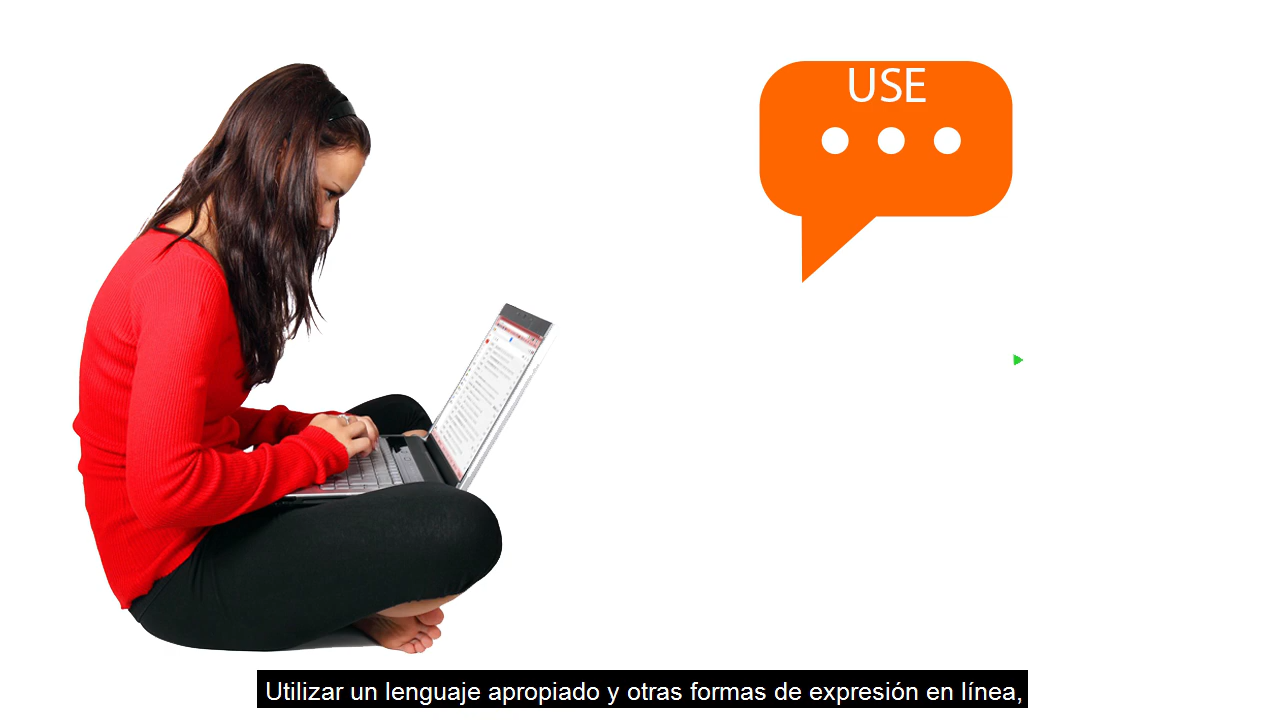 USE
Utilizar un lenguaje apropiado y otras formas de expresión en línea,